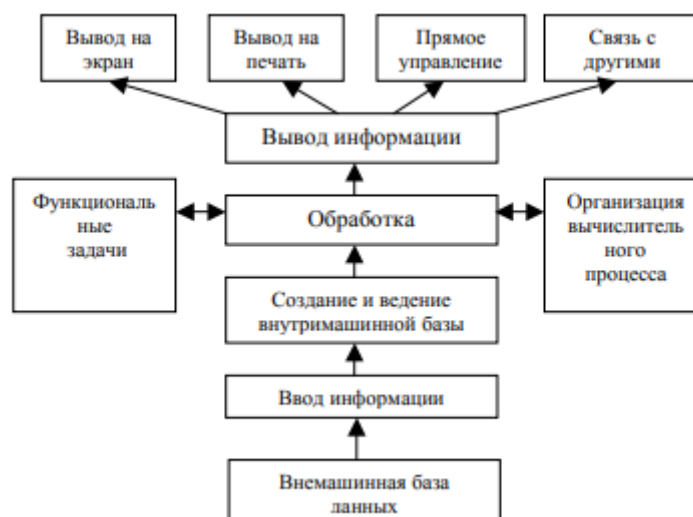 Вывод на
экран
Вывод на
печать
Прямое
управление
Связь с
другими
Вывод информации
Функциональ
ные
задачи
Обработка
Организация
вычислитель
ного
процесса
Создание и ведение
внутримашинной базы
Ввод информации
Внемашинная база
данных